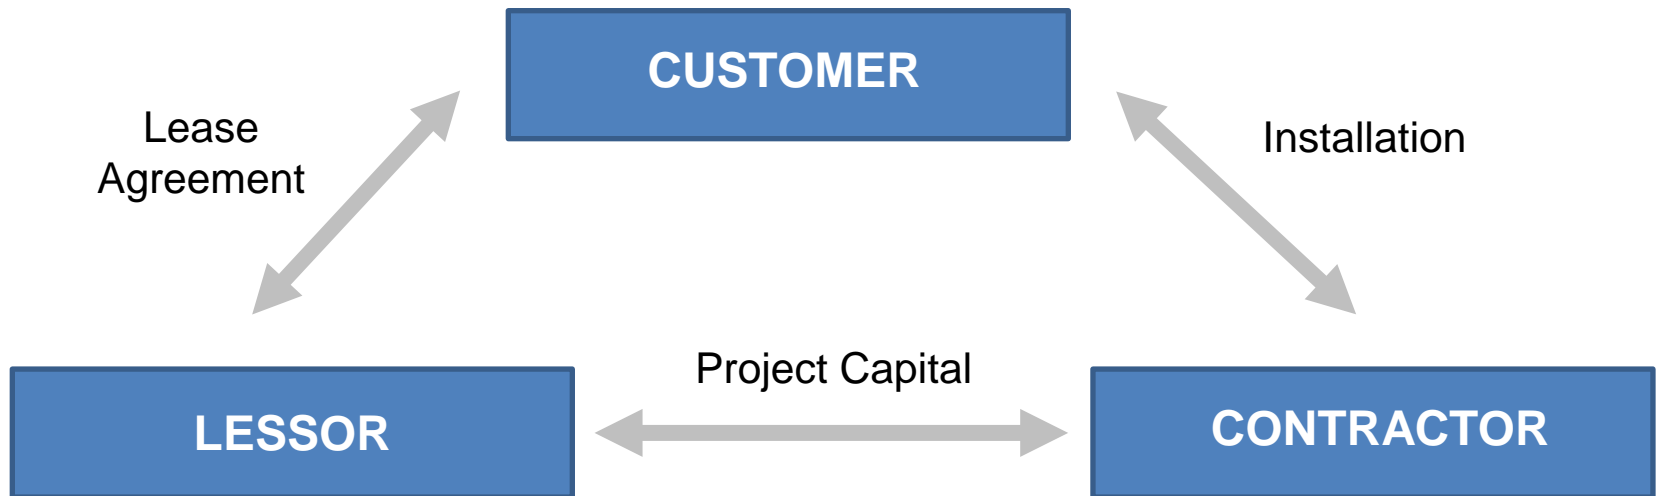 CUSTOMER
Lease
Agreement
Installation
Project Capital
LESSOR
CONTRACTOR